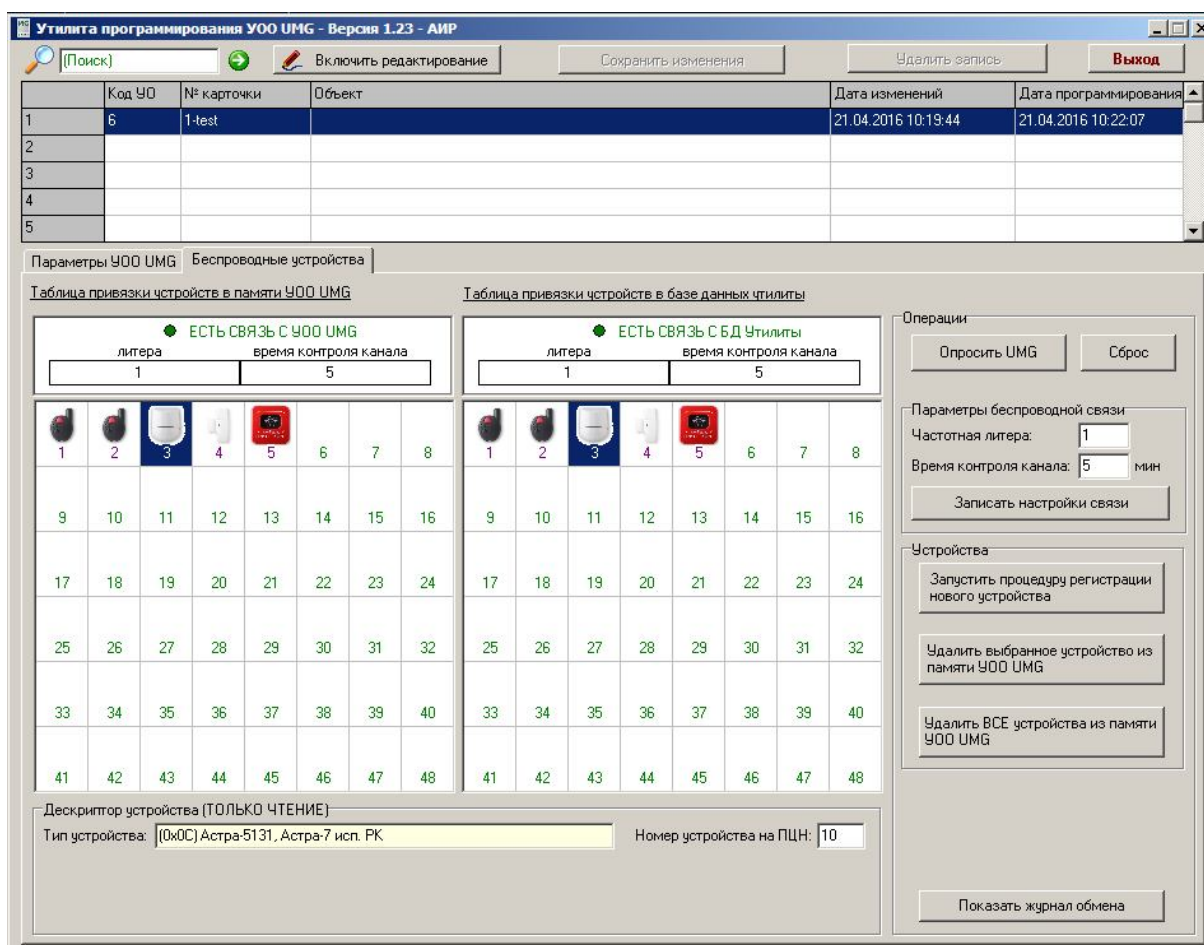 Утилита программирования УОО UMG - Версия 1.23 - АИР
(Поиск) Включить редактирование Сохранить изменения Удалить запись Выход
Код УО № карточки Объект Дата изменений Дата программирования
1 6 1-test 21.04.2016 10:19:44 21.04.2016 10:22:07
2
3
4
5
Параметры УОО UMG Беспроводные устройства
Таблица привязки устройств в памяти УОО UMG
ЕСТЬ СВЯЗЬ С УОО UMG
литера время контроля канала
1 5
1 2 3 4 5 6 7 8
9 10 11 12 13 14 15 16
17 18 19 20 21 22 23 24
25 26 27 28 29 30 31 32
33 34 35 36 37 38 39 40
41 42 43 44 45 46 47 48
Таблица привязки устройств в базе данных утилиты
ЕСТЬ СВЯЗЬ С БД Утилиты
литера время контроля канала
1 5
1 2 3 4 5 6 7 8
9 10 11 12 13 14 15 16
17 18 19 20 21 22 23 24
25 26 27 28 29 30 31 32
33 34 35 36 37 38 39 40
41 42 43 44 45 46 47 48
Дескриптор устройства (ТОЛЬКО ЧТЕНИЕ)
Тип устройства: (0x0C) Астра-5131, Астра-7 исп. РК Номер устройства на ПЦН: 10
Операции
Опросить UMG Сброс
Параметры беспроводной связи
Частотная литера: 1
Время контроля канала: 5 мин
Записать настройки связи
Устройства
Запустить процедуру регистрации
нового устройства
Удалить выбранное устройство из
памяти УОО UMG
Удалить ВСЕ устройства из памяти
УОО UMG
Показать журнал обмена